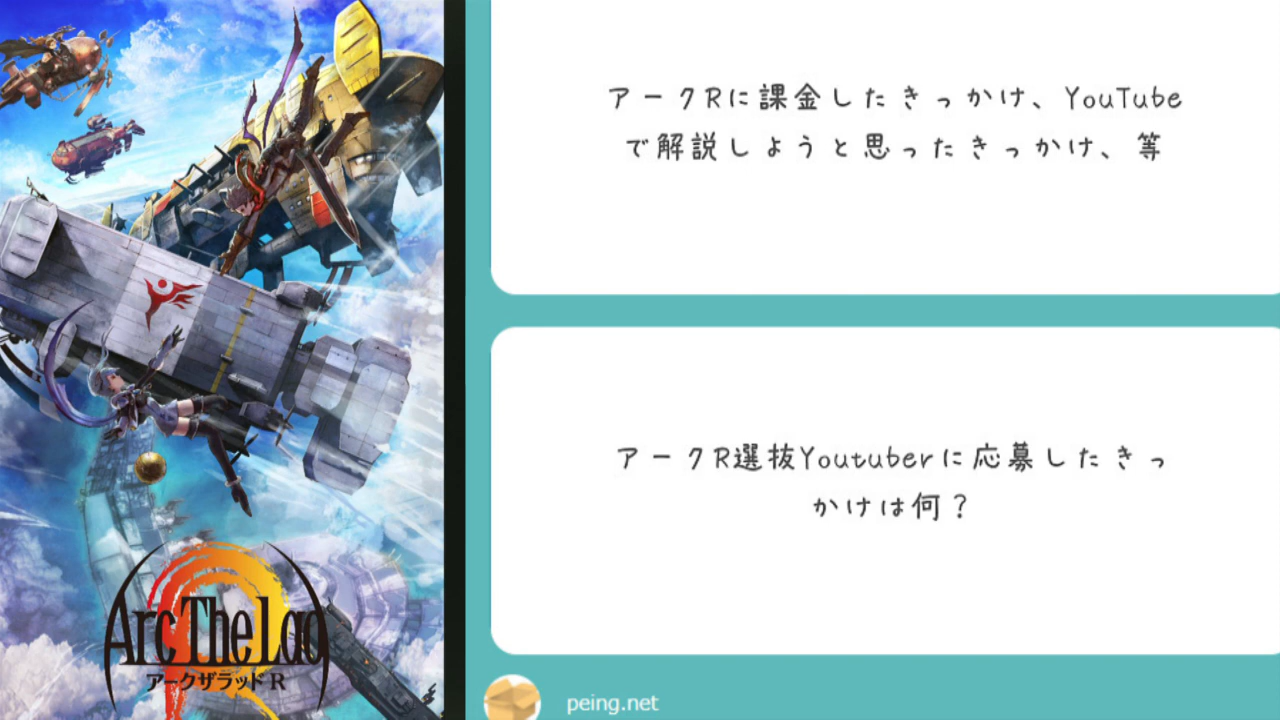 Arc The Lad
アークザラッド R
アークRに課金したきっかけ、YouTube
で解説しようと思ったきっかけ、等
アークR選抜Youtuberに応募したきっ
かけは何？
peing.net